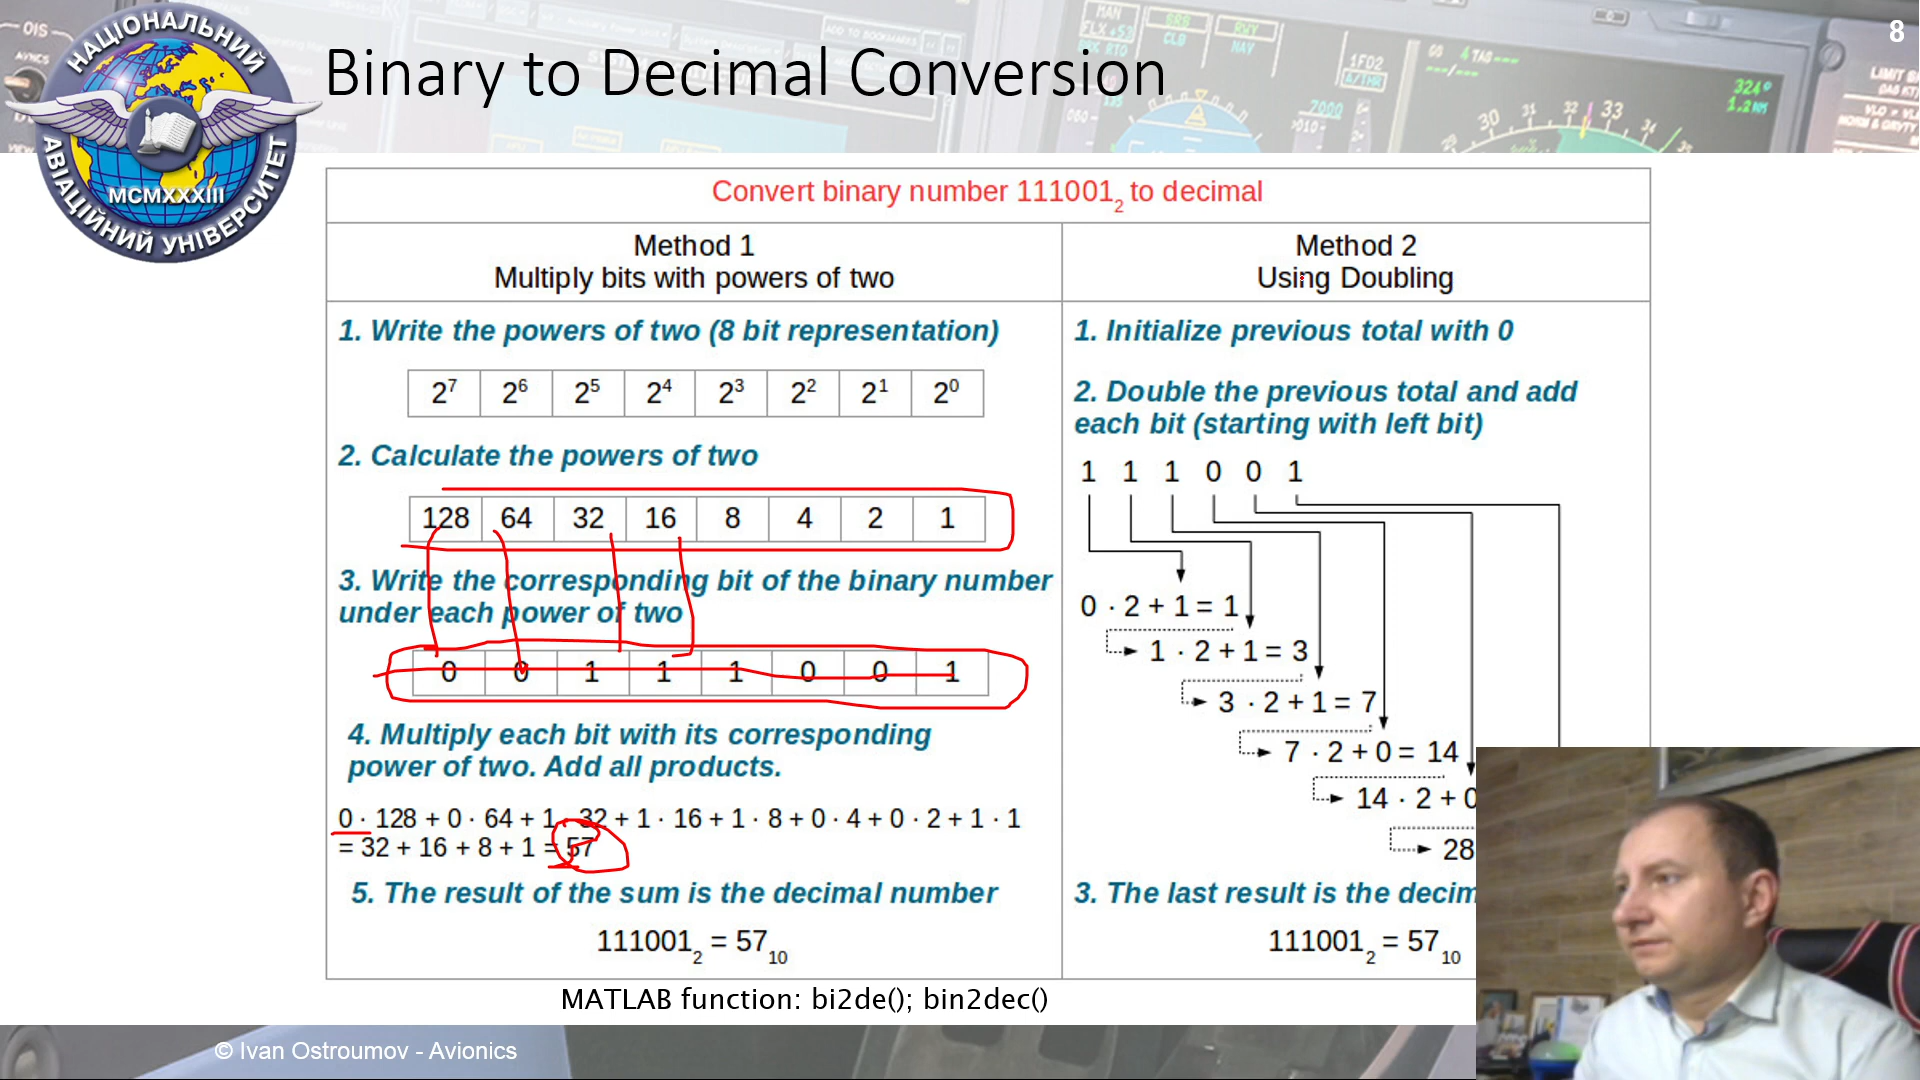 8
НАЦІОНАЛЬНИЙ
АВІАЦІЙНИЙ УНІВЕРСИТЕТ
MCMXXXIII
Binary to Decimal Conversion
Convert binary number 111001₂ to decimal
Method 1
Multiply bits with powers of two
1. Write the powers of two (8 bit representation)
2⁷ 2⁶ 2⁵ 2⁴ 2³ 2² 2¹ 2⁰
2. Calculate the powers of two
128 64 32 16 8 4 2 1
3. Write the corresponding bit of the binary number
under each power of two
0 0 1 1 1 0 0 1
4. Multiply each bit with its corresponding
power of two. Add all products.
0 · 128 + 0 · 64 + 1 · 32 + 1 · 16 + 1 · 8 + 0 · 4 + 0 · 2 + 1 · 1
= 32 + 16 + 8 + 1 = 57
5. The result of the sum is the decimal number
111001₂ = 57₁₀
Method 2
Using Doubling
1. Initialize previous total with 0
2. Double the previous total and add
each bit (starting with left bit)
1 1 1 0 0 1
0 · 2 + 1 = 1
1 · 2 + 1 = 3
3 · 2 + 1 = 7
7 · 2 + 0 = 14
14 · 2 + 0
28
3. The last result is the decim
111001₂ = 57₁₀
MATLAB function: bi2de(); bin2dec()
© Ivan Ostroumov - Avionics